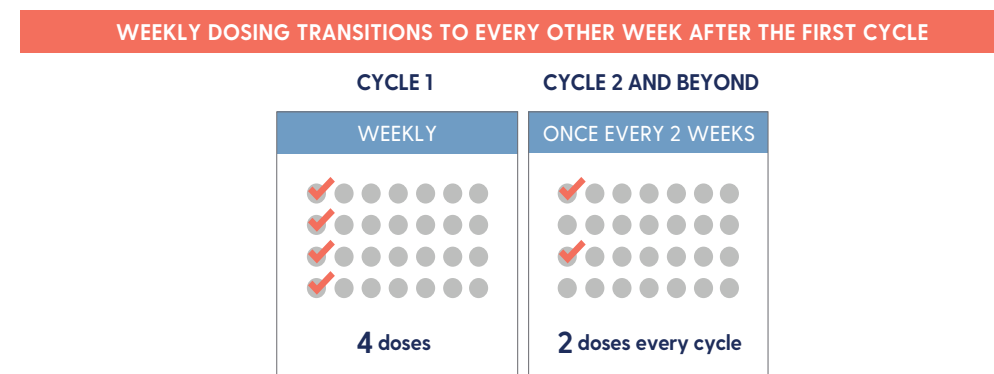 WEEKLY DOSING TRANSITIONS TO EVERY OTHER WEEK AFTER THE FIRST CYCLE
CYCLE 1
WEEKLY
4 doses
CYCLE 2 AND BEYOND
ONCE EVERY 2 WEEKS
2 doses every cycle